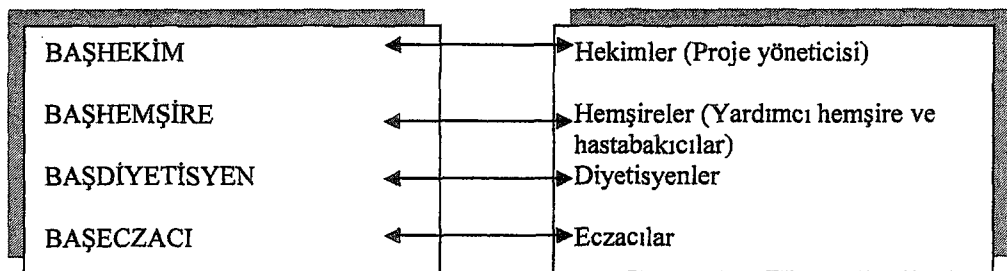 BAŞHEKİM
Hekimler (Proje yöneticisi)
BAŞHEMŞİRE
Hemşireler (Yardımcı hemşire ve
hastabakıcılar)
BAŞDİYETİSYEN
Diyetisyenler
BAŞECZACI
Eczacılar